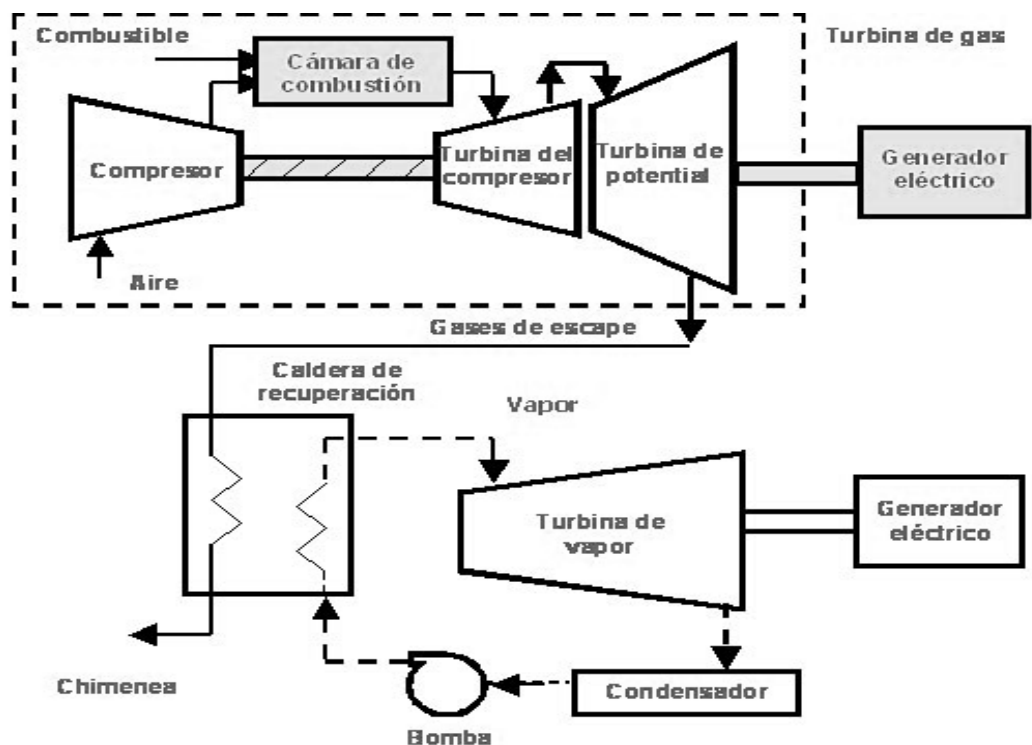 Combustible
Turbina de gas
Cámara de
combustión
Compresor
Turbina del
compresor
Turbina de
potential
Generador
eléctrico
Aire
Gases de escape
Caldera de
recuperación
Vapor
Turbina de
vapor
Generador
eléctrico
Chimenea
Condensador
Bomba